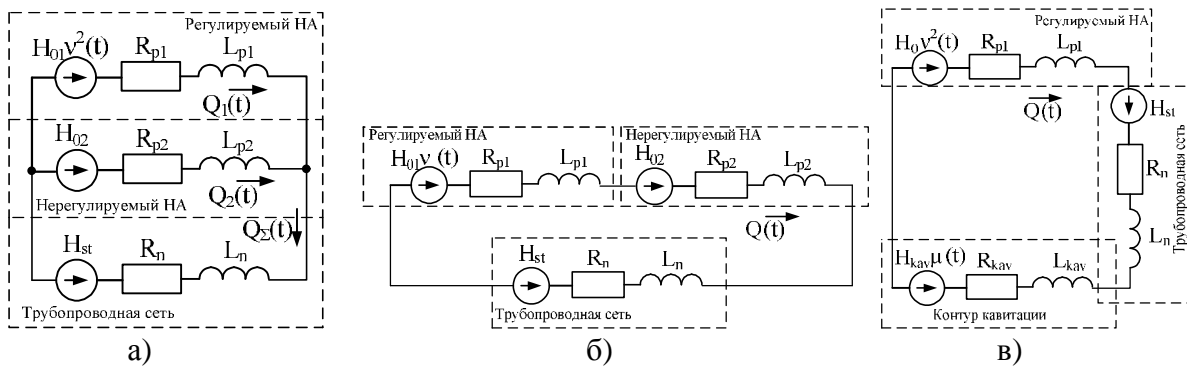 Регулируемый НА
H01ν²(t) Rp1 Lp1
Q1(t)
H02 Rp2 Lp2
Q2(t)
Нерегулируемый НА
QΣ(t)
Hst Rn Ln
Трубопроводная сеть
а)
Регулируемый НА
H01ν (t) Rp1 Lp1
Нерегулируемый НА
H02 Rp2 Lp2
Q(t)
Hst Rn Ln
Трубопроводная сеть
б)
Регулируемый НА
H0ν²(t) Rp1 Lp1
Q(t)
Hst
Rn
Ln
Трубопроводная сеть
Hkavμ (t) Rkav Lkav
Контур кавитации
в)